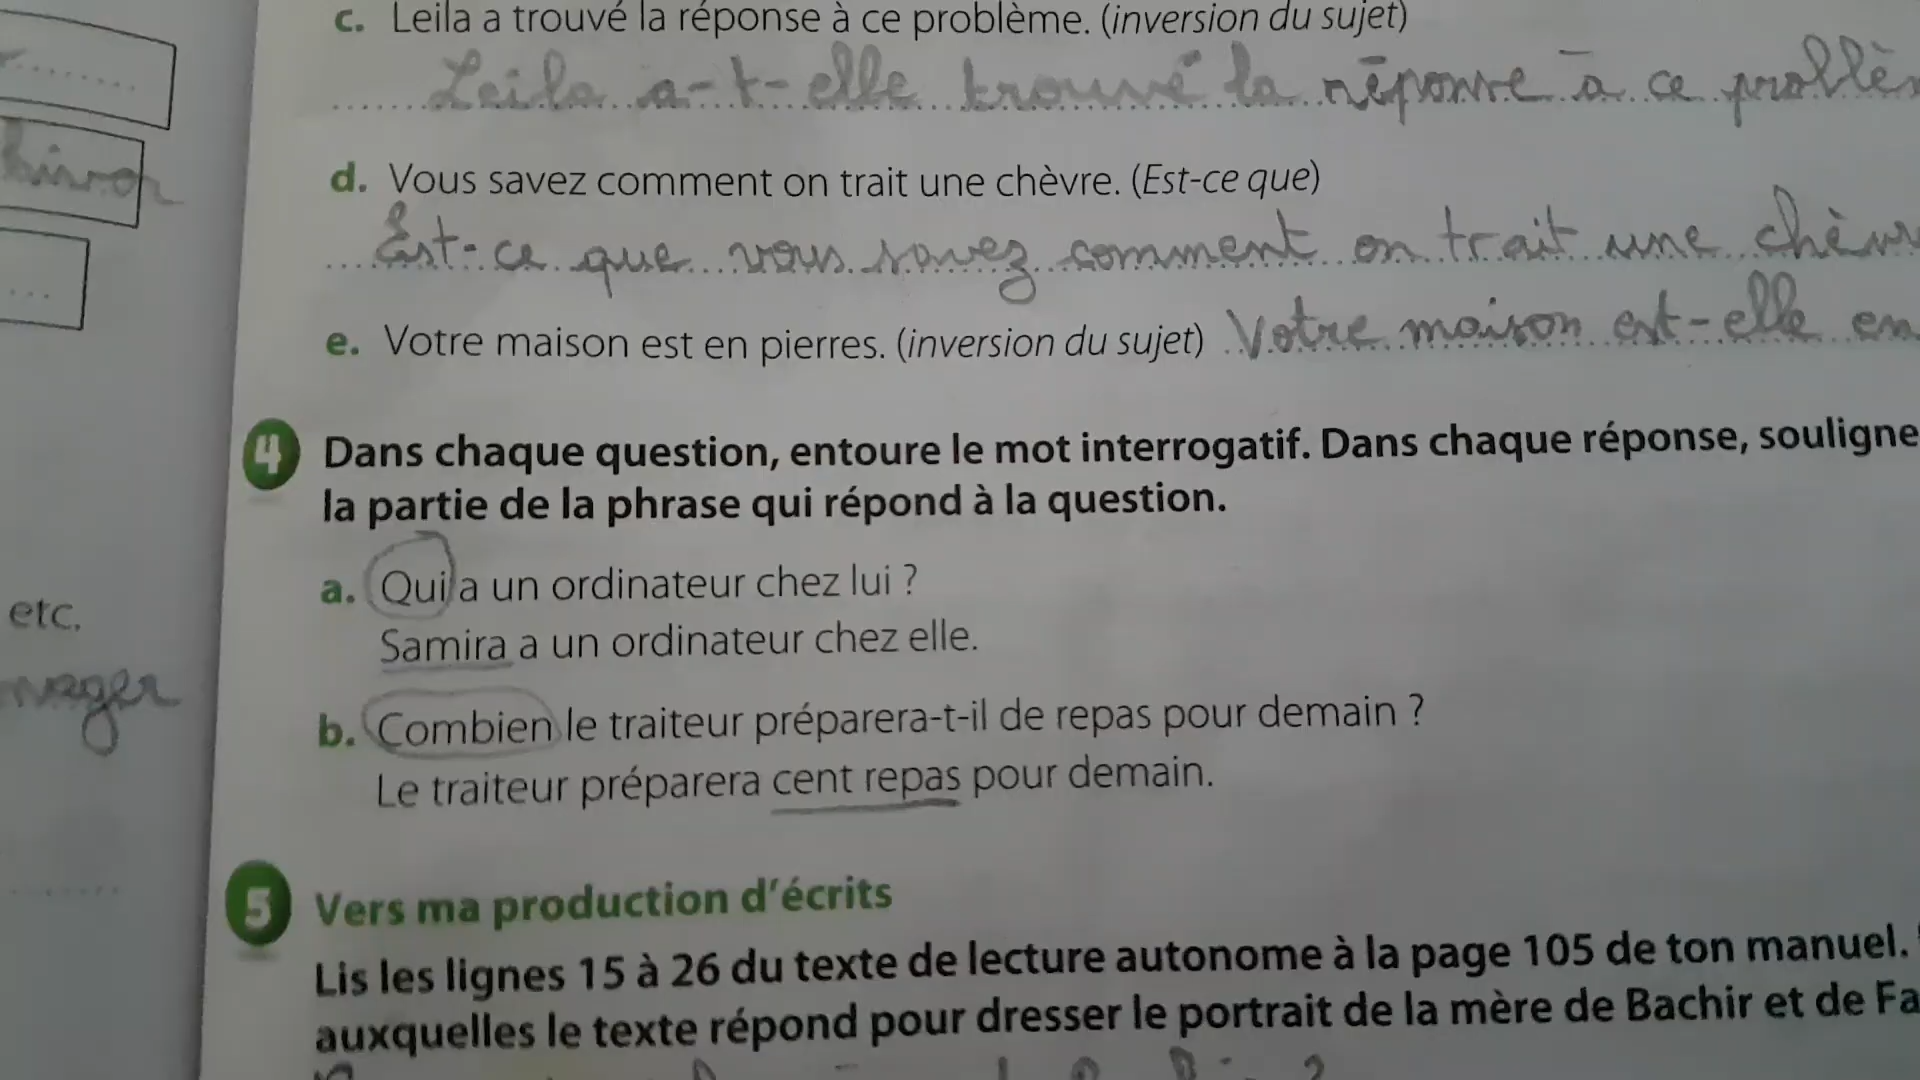 c. Leila a trouvé la réponse à ce problème. (inversion du sujet)
Leila a-t-elle trouvé la réponse à ce problèm
d. Vous savez comment on trait une chèvre. (Est-ce que)
Est-ce que vous savez comment on trait une chèvre
e. Votre maison est en pierres. (inversion du sujet) Votre maison est-elle en
4 Dans chaque question, entoure le mot interrogatif. Dans chaque réponse, souligne
la partie de la phrase qui répond à la question.
a. Qui a un ordinateur chez lui ?
etc.
Samira a un ordinateur chez elle.
b. Combien le traiteur préparera-t-il de repas pour demain ?
Le traiteur préparera cent repas pour demain.
5 Vers ma production d'écrits
Lis les lignes 15 à 26 du texte de lecture autonome à la page 105 de ton manuel.
auxquelles le texte répond pour dresser le portrait de la mère de Bachir et de Fa